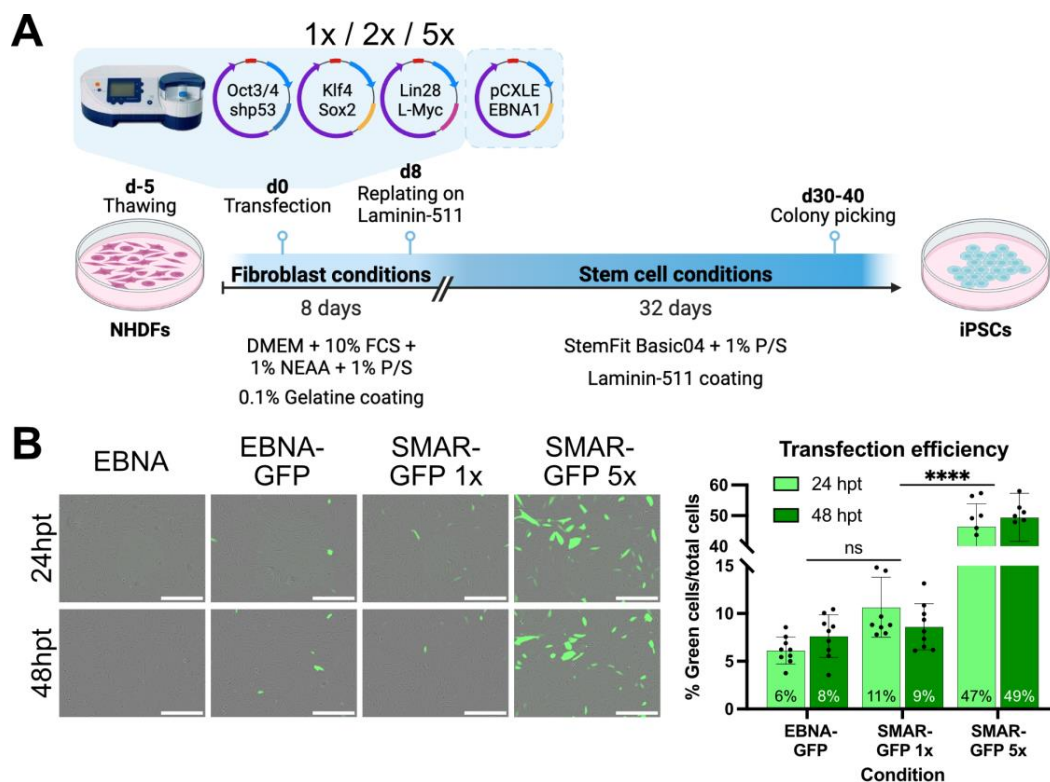 A
1x / 2x / 5x
Oct3/4
shp53
Klf4
Sox2
Lin28
L-Myc
pCXLE
EBNA1
d-5
Thawing
d0
Transfection
d8
Replating on
Laminin-511
d30-40
Colony picking
Fibroblast conditions
Stem cell conditions
8 days
32 days
NHDFs
iPSCs
DMEM + 10% FCS +
1% NEAA + 1% P/S
0.1% Gelatine coating
StemFit Basic04 + 1% P/S
Laminin-511 coating
B
EBNA
EBNA-
GFP
SMAR-
GFP 1x
SMAR-
GFP 5x
24hpt
48hpt
Transfection efficiency
24 hpt
48 hpt
****
ns
% Green cells/total cells
60
50
40
15
10
5
0
6%
8%
11%
9%
47%
49%
EBNA-
GFP
SMAR-
GFP 1x
SMAR-
GFP 5x
Condition